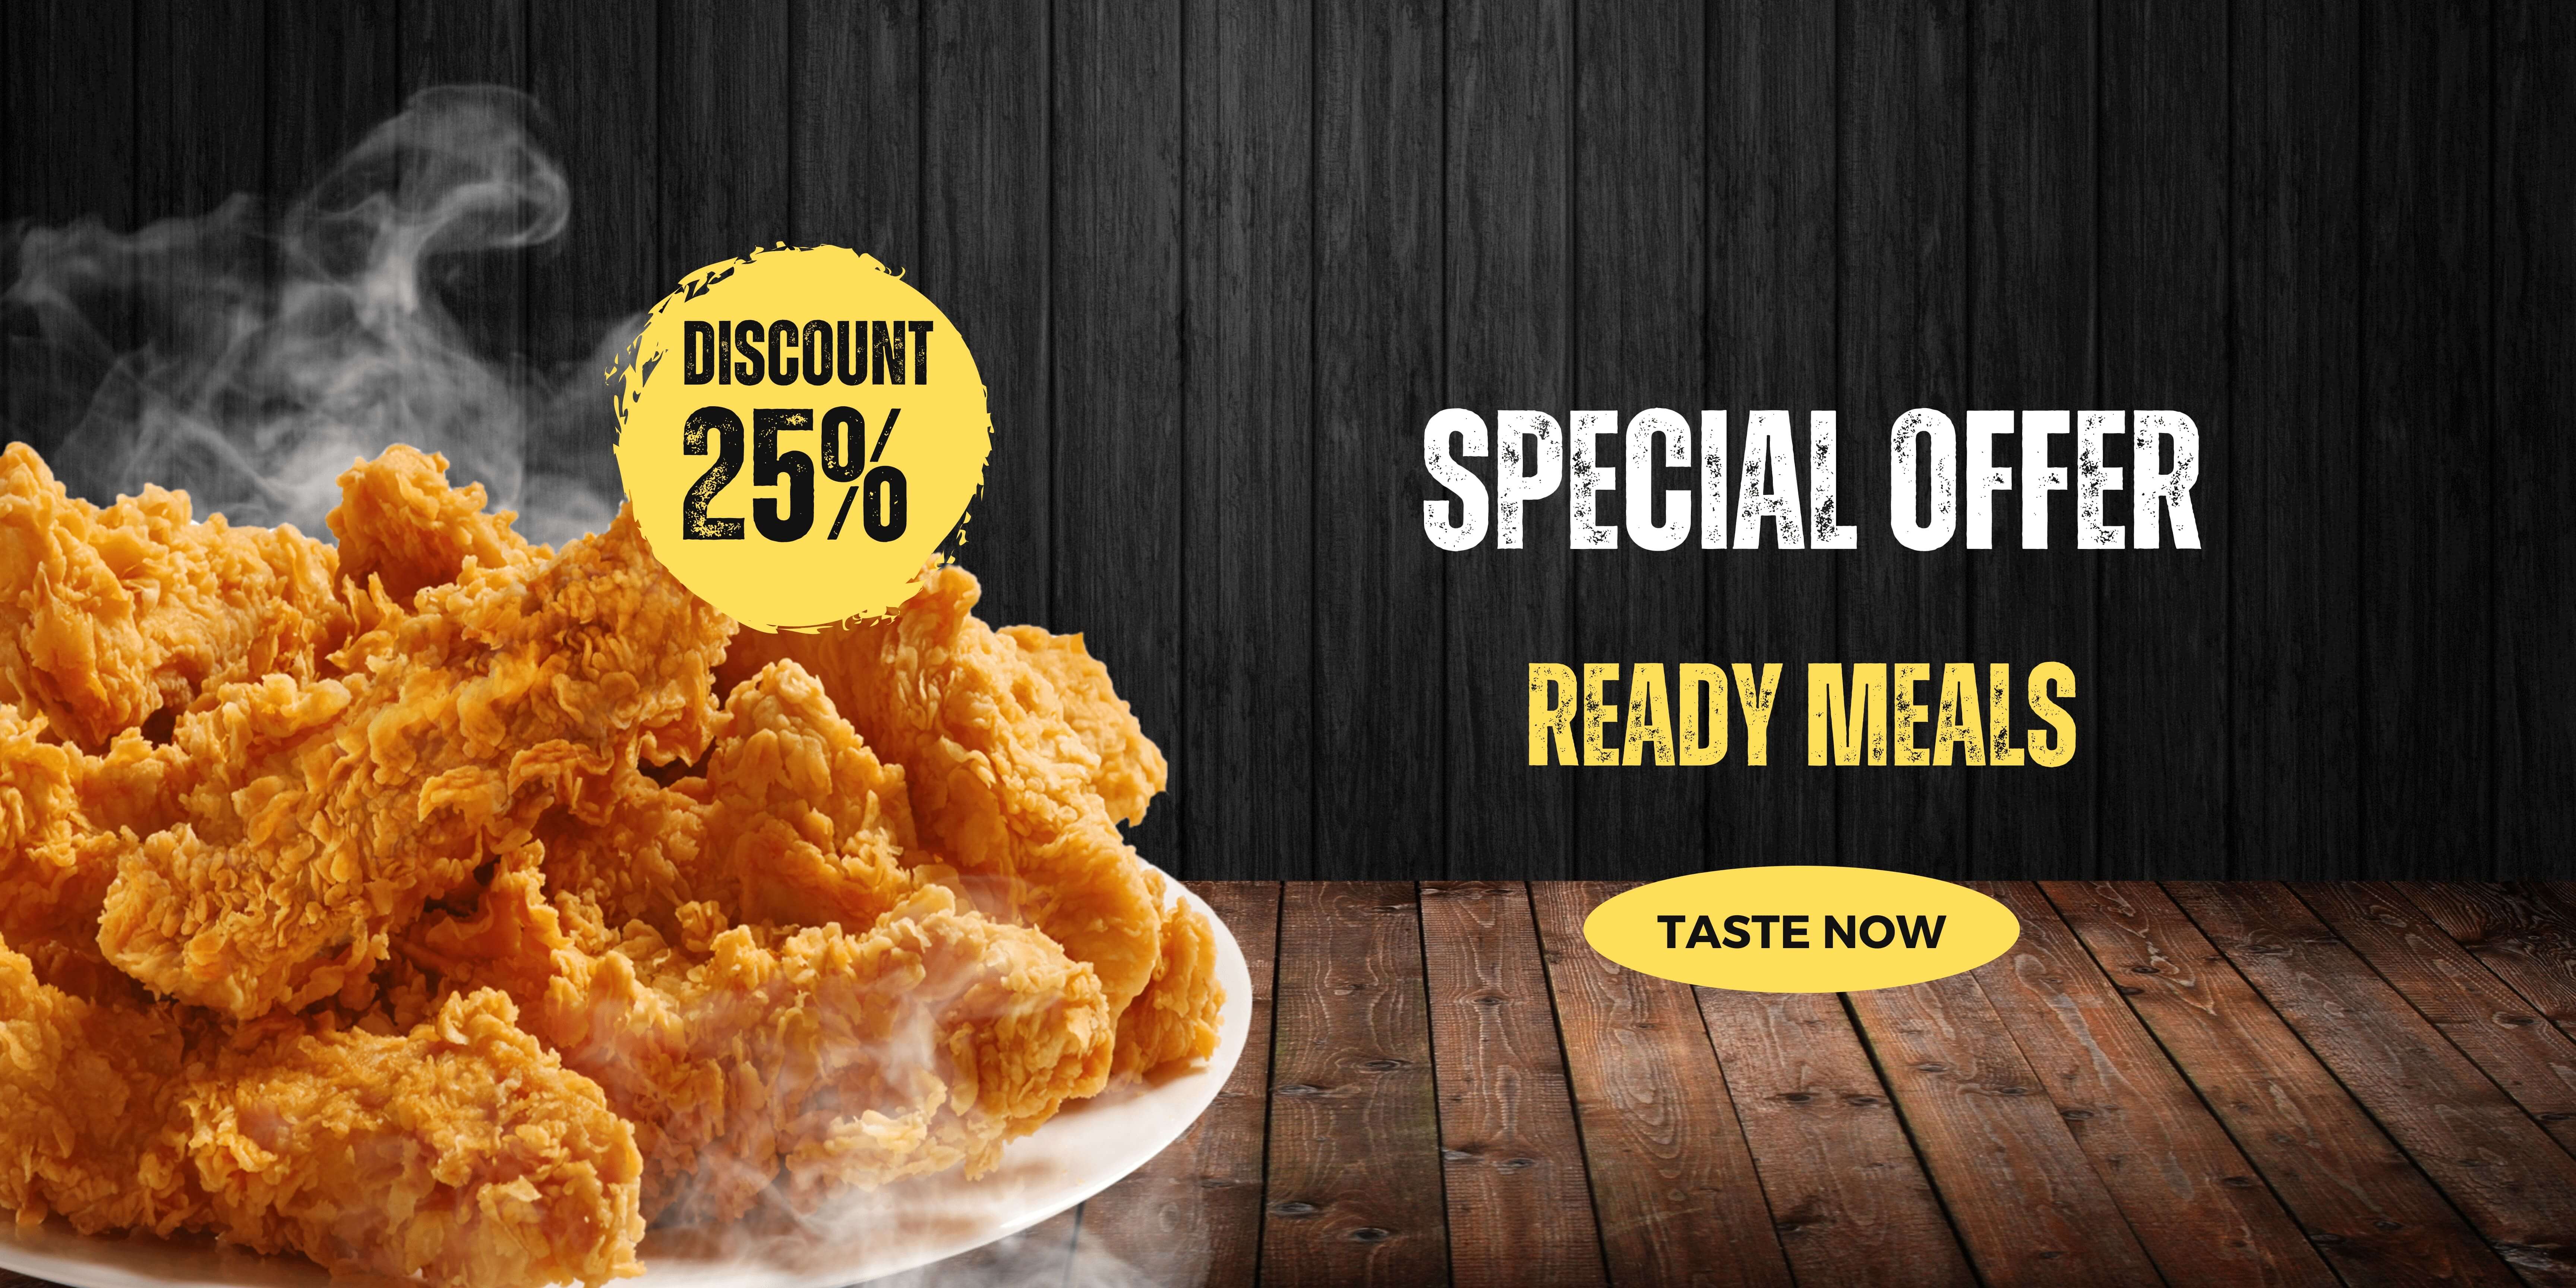 DISCOUNT
25%
SPECIAL OFFER
READY MEALS
TASTE NOW